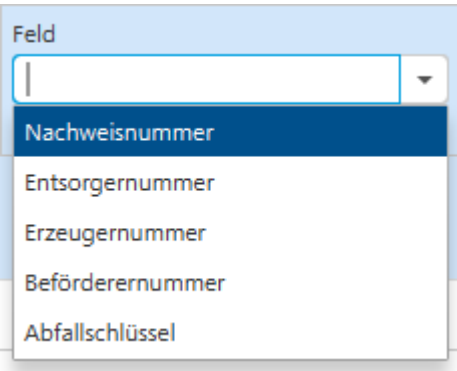 Feld
Nachweisnummer
Entsorgernummer
Erzeugernummer
Beförderernummer
Abfallschlüssel